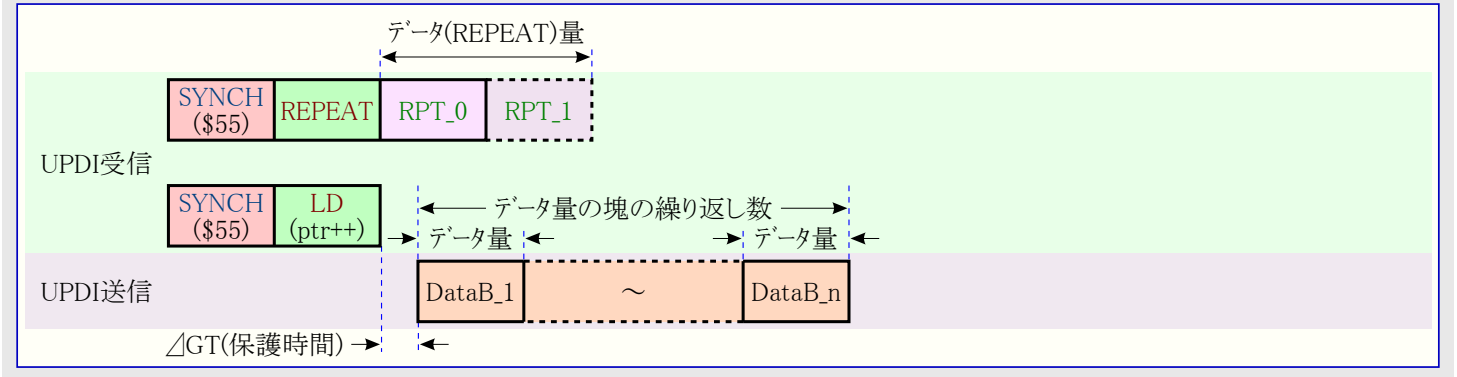 データ(REPEAT)量
SYNCH
($55)
REPEAT
RPT_0
RPT_1
UPDI受信
SYNCH
($55)
LD
(ptr++)
データ量の塊の繰り返し数
データ量
データ量
UPDI送信
DataB_1
～
DataB_n
⊿GT(保護時間)